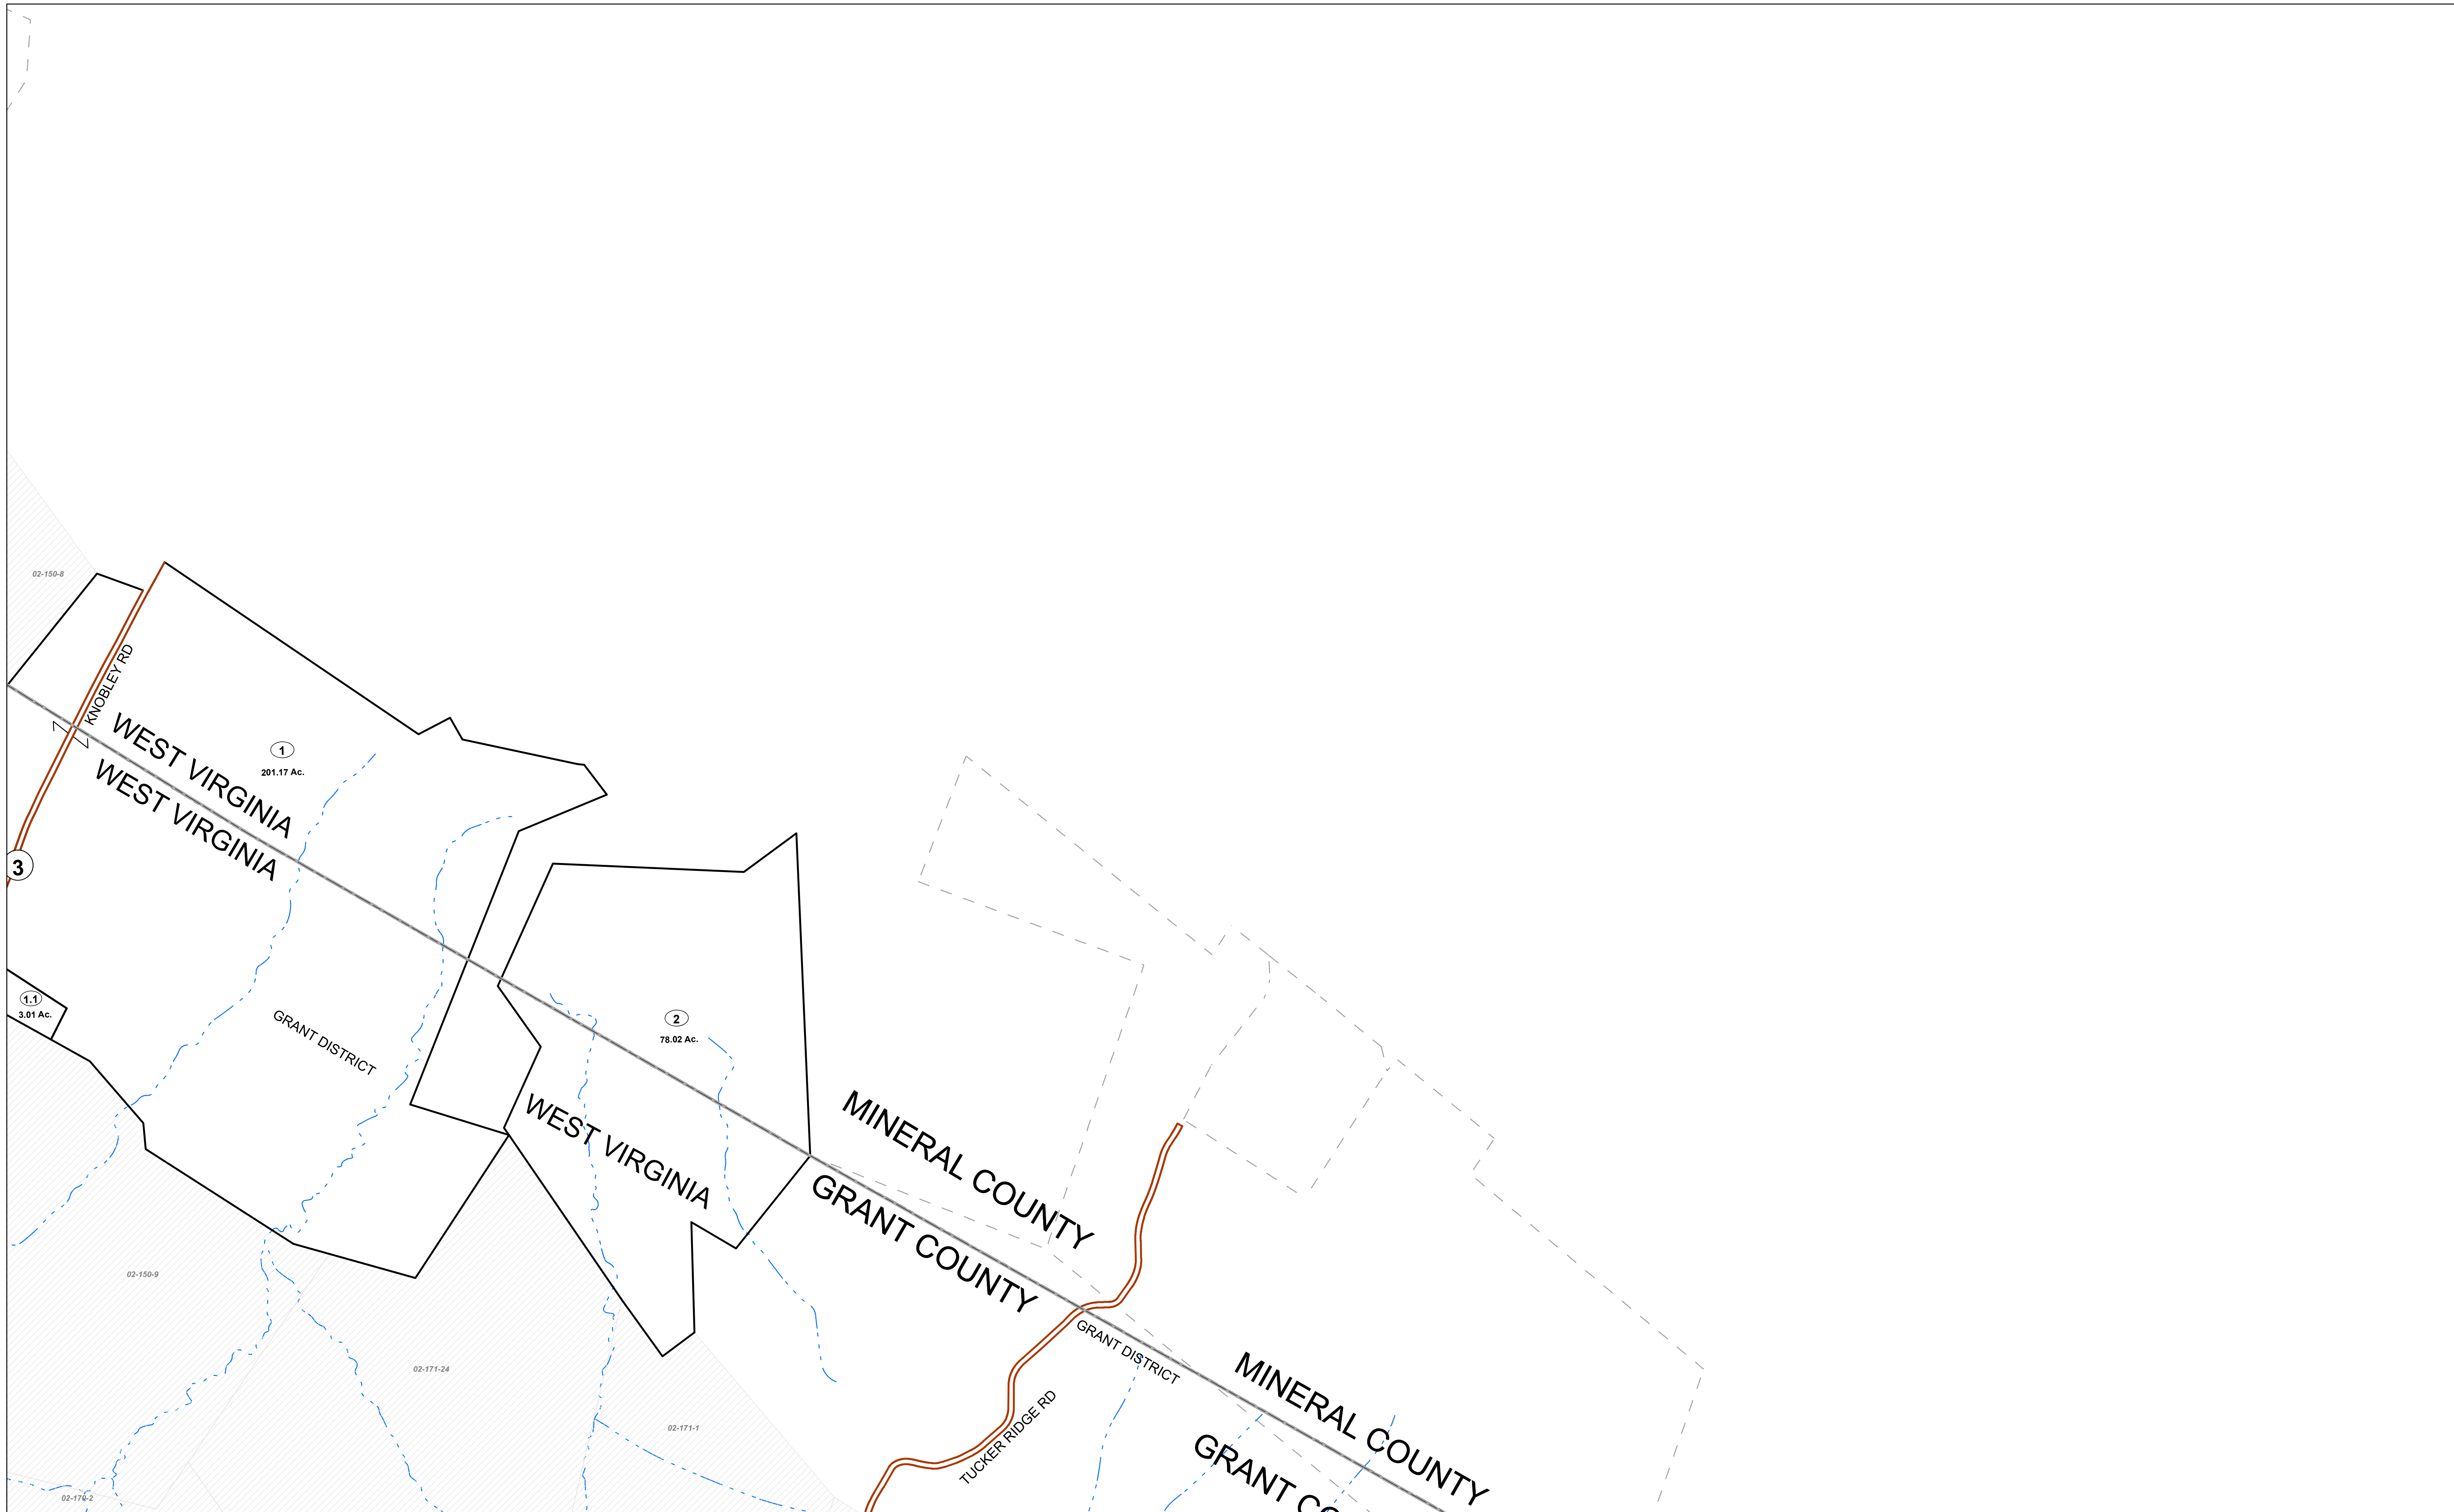 02-150-8
KNOBLEY RD
WEST VIRGINIA
WEST VIRGINIA
1
201.17 Ac.
3
1.1
3.01 Ac.
GRANT DISTRICT
2
78.02 Ac.
WEST VIRGINIA
MINERAL COUNTY
GRANT COUNTY
02-150-9
GRANT DISTRICT
02-171-24
MINERAL COUNTY
02-171-1
TUCKER RIDGE RD
GRANT CO
02-170-2